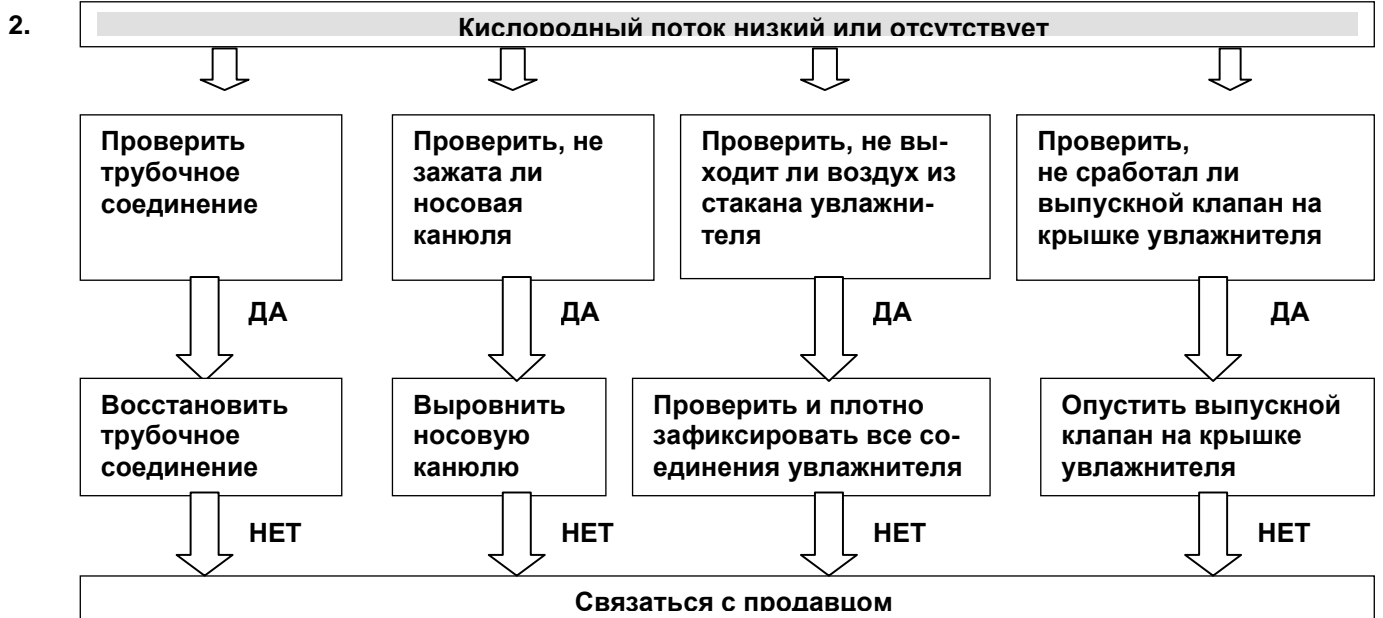 2.
Кислородный поток низкий или отсутствует
Проверить
трубочное
соединение
Проверить, не
зажата ли
носовая
канюля
Проверить, не вы-
ходит ли воздух из
стакана увлажни-
теля
Проверить,
не сработал ли
выпускной клапан на
крышке увлажнителя
ДА
ДА
ДА
ДА
Восстановить
трубочное
соединение
Выровнить
носовую
канюлю
Проверить и плотно
зафиксировать все со-
единения увлажнителя
Опустить выпускной
клапан на крышке
увлажнителя
НЕТ
НЕТ
НЕТ
НЕТ
Связаться с продавцом